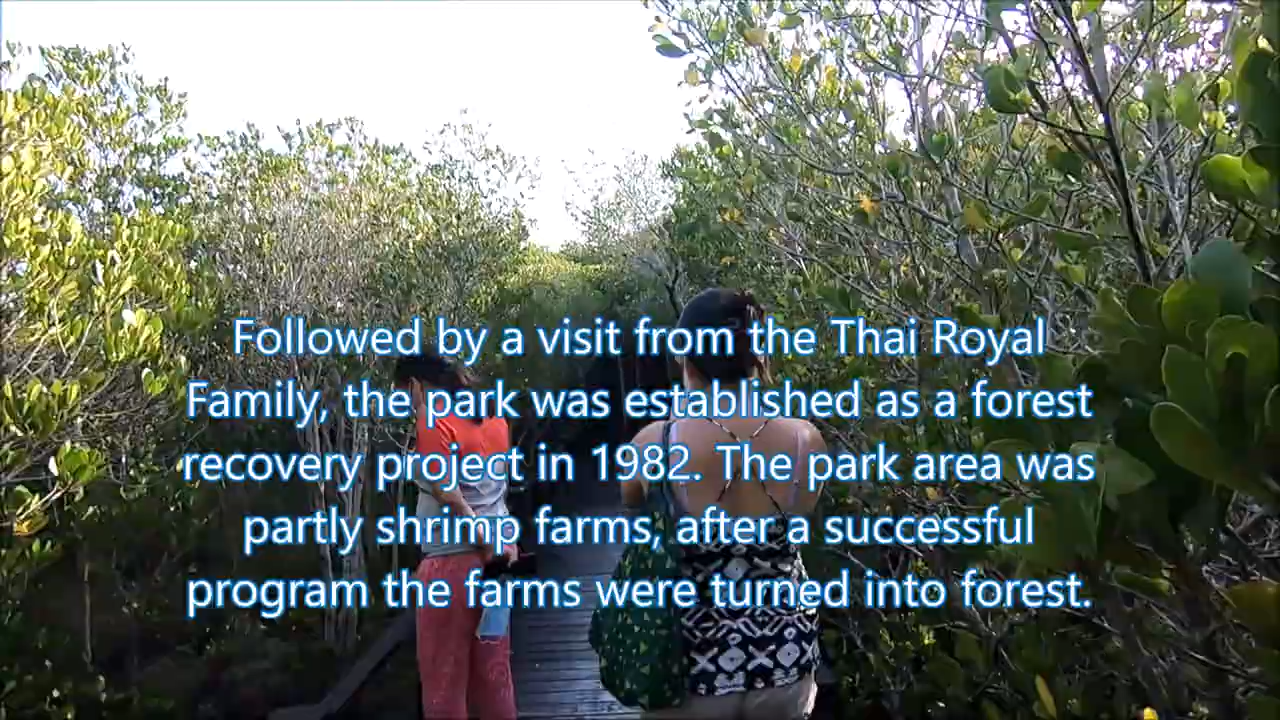 Followed by a visit from the Thai Royal
Family, the park was established as a forest
recovery project in 1982. The park area was
partly shrimp farms, after a successful
program the farms were turned into forest.